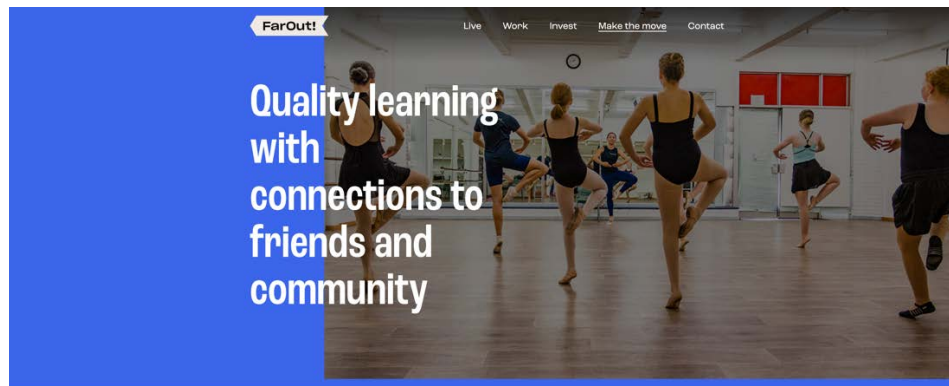 FarOut!
Live Work Invest Make the move Contact
Quality learning
with
connections to
friends and
community